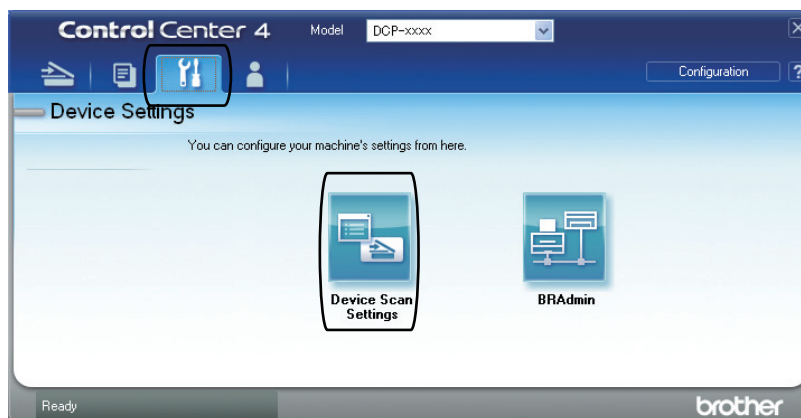 Control Center 4
Model
DCP-xxxx
Configuration
?
Device Settings
You can configure your machine's settings from here.
Device Scan
Settings
BRAdmin
Ready
brother